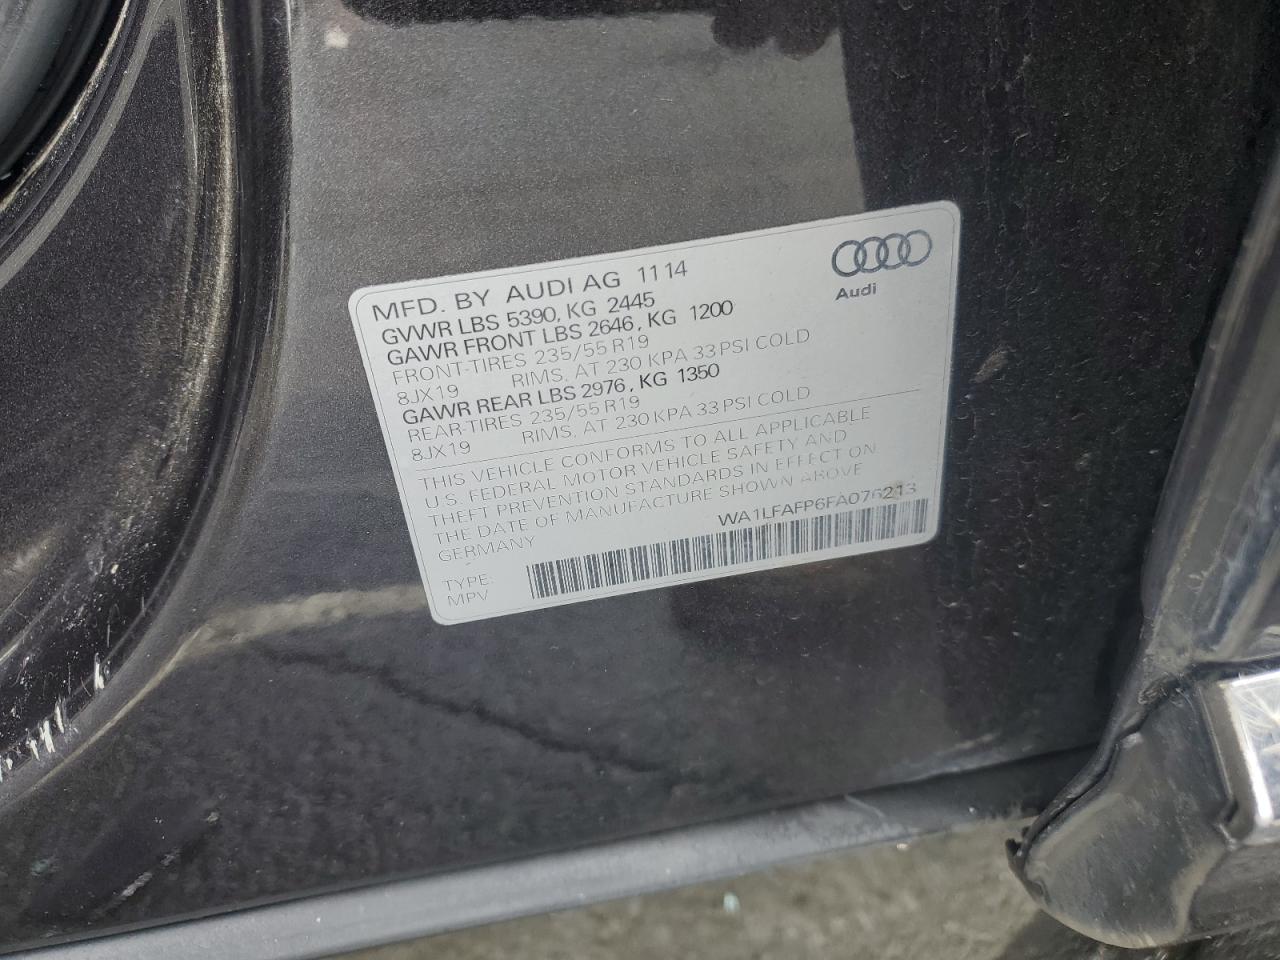 MFD. BY AUDI AG 1114
Audi
GVWR LBS 5390, KG 2445
GAWR FRONT LBS 2646, KG 1200
FRONT-TIRES 235/55 R19
8JX19 RIMS, AT 230 KPA 33 PSI COLD
GAWR REAR LBS 2976, KG 1350
REAR-TIRES 235/55 R19
8JX19 RIMS, AT 230 KPA 33 PSI COLD
THIS VEHICLE CONFORMS TO ALL APPLICABLE
U.S. FEDERAL MOTOR VEHICLE SAFETY AND
THEFT PREVENTION STANDARDS IN EFFECT ON
THE DATE OF MANUFACTURE SHOWN ABOVE
GERMANY WA1LFAFP6FA076213
TYPE:
MPV